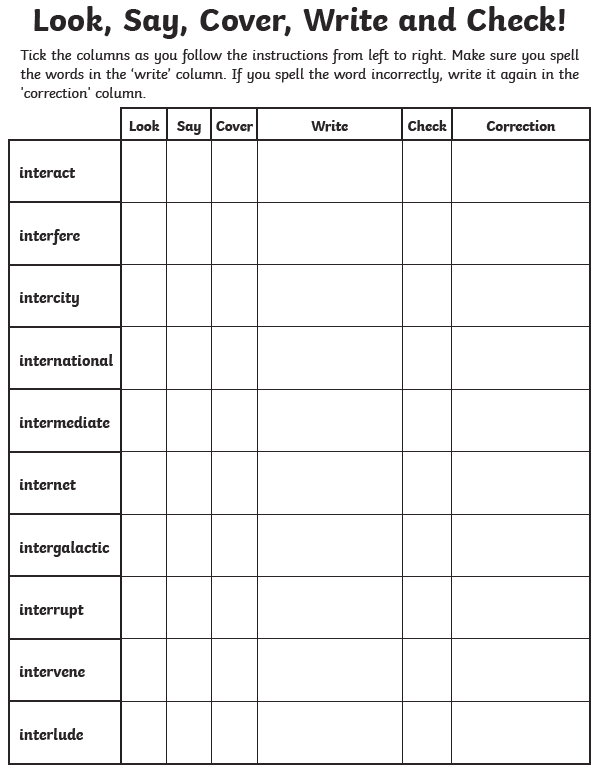 Look, Say, Cover, Write and Check!
Tick the columns as you follow the instructions from left to right. Make sure you spell
the words in the ‘write’ column. If you spell the word incorrectly, write it again in the
'correction' column.
Look Say Cover Write Check Correction
interact
interfere
intercity
international
intermediate
internet
intergalactic
interrupt
intervene
interlude